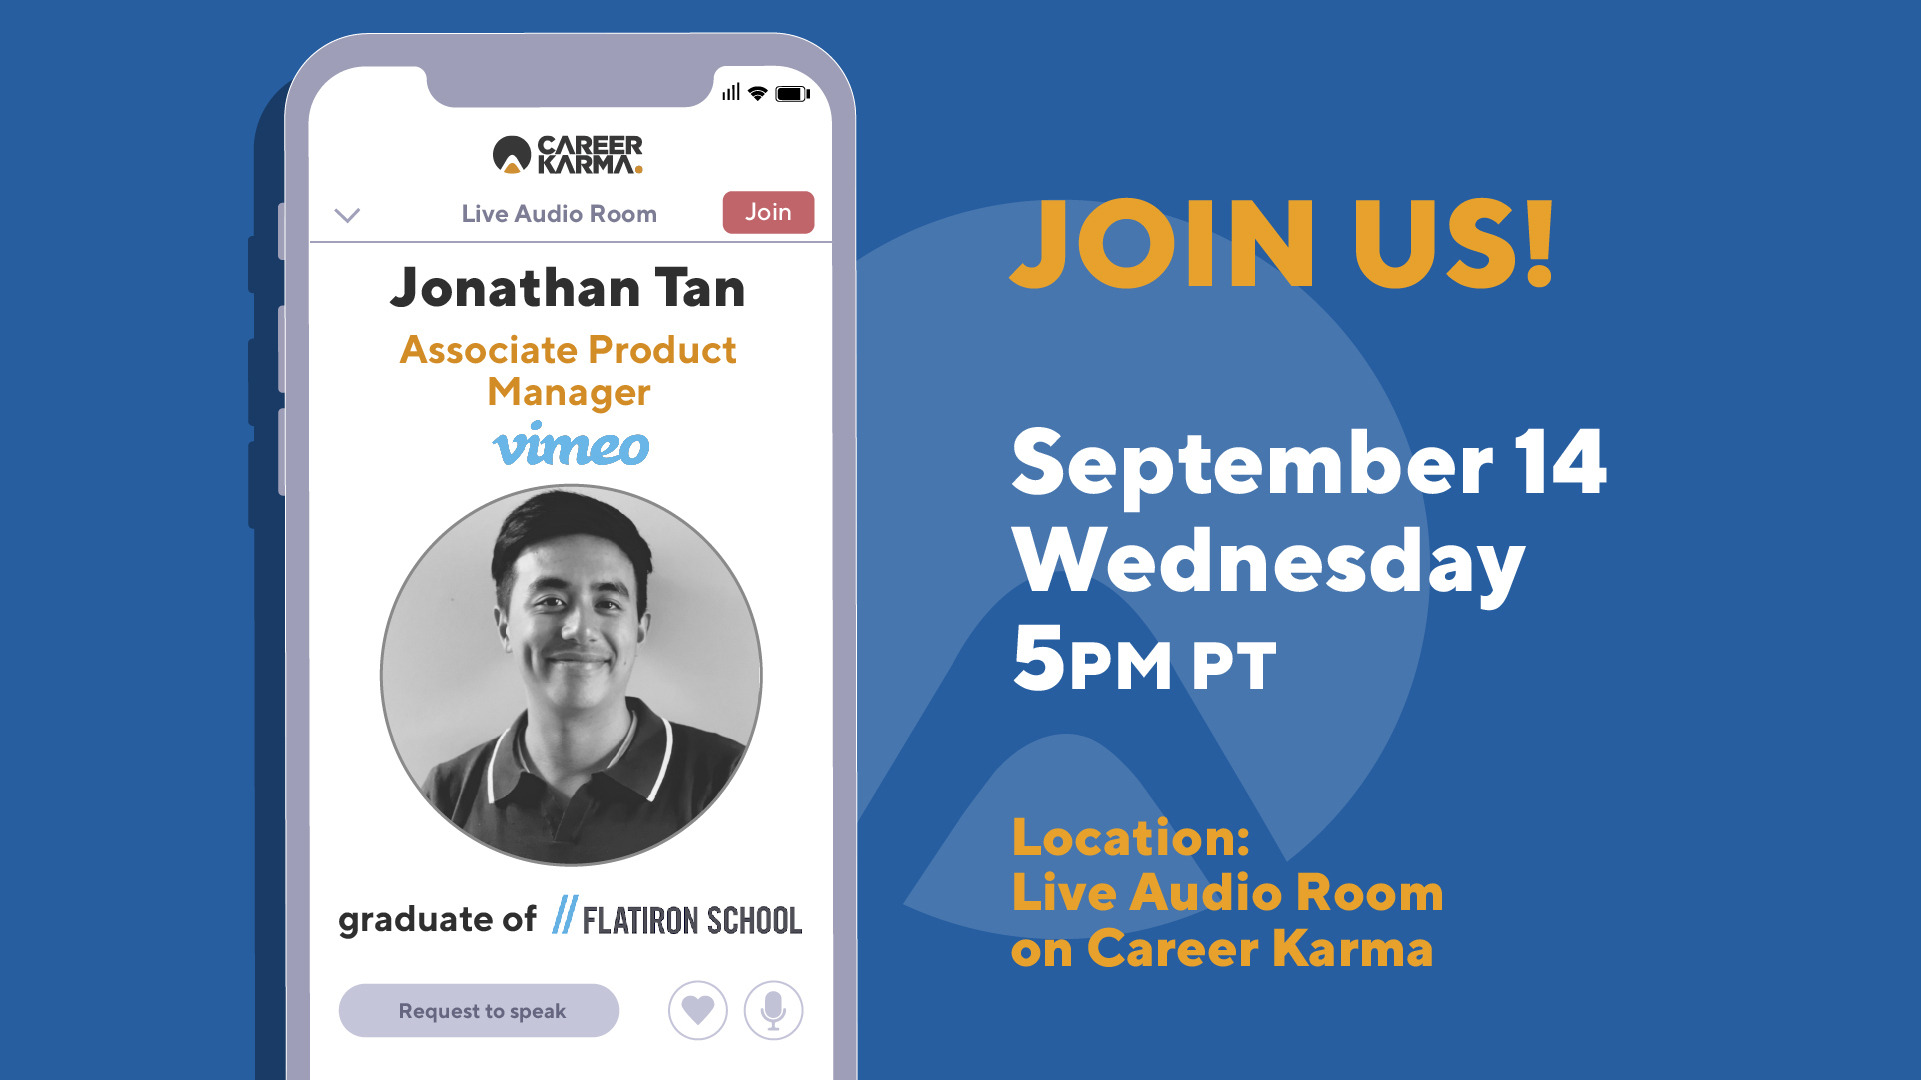 CAREER
KARMA.
Live Audio Room
Join
Jonathan Tan
Associate Product
Manager
vimeo
graduate of // FLATIRON SCHOOL
Request to speak
JOIN US!
September 14
Wednesday
5PM PT
Location:
Live Audio Room
on Career Karma